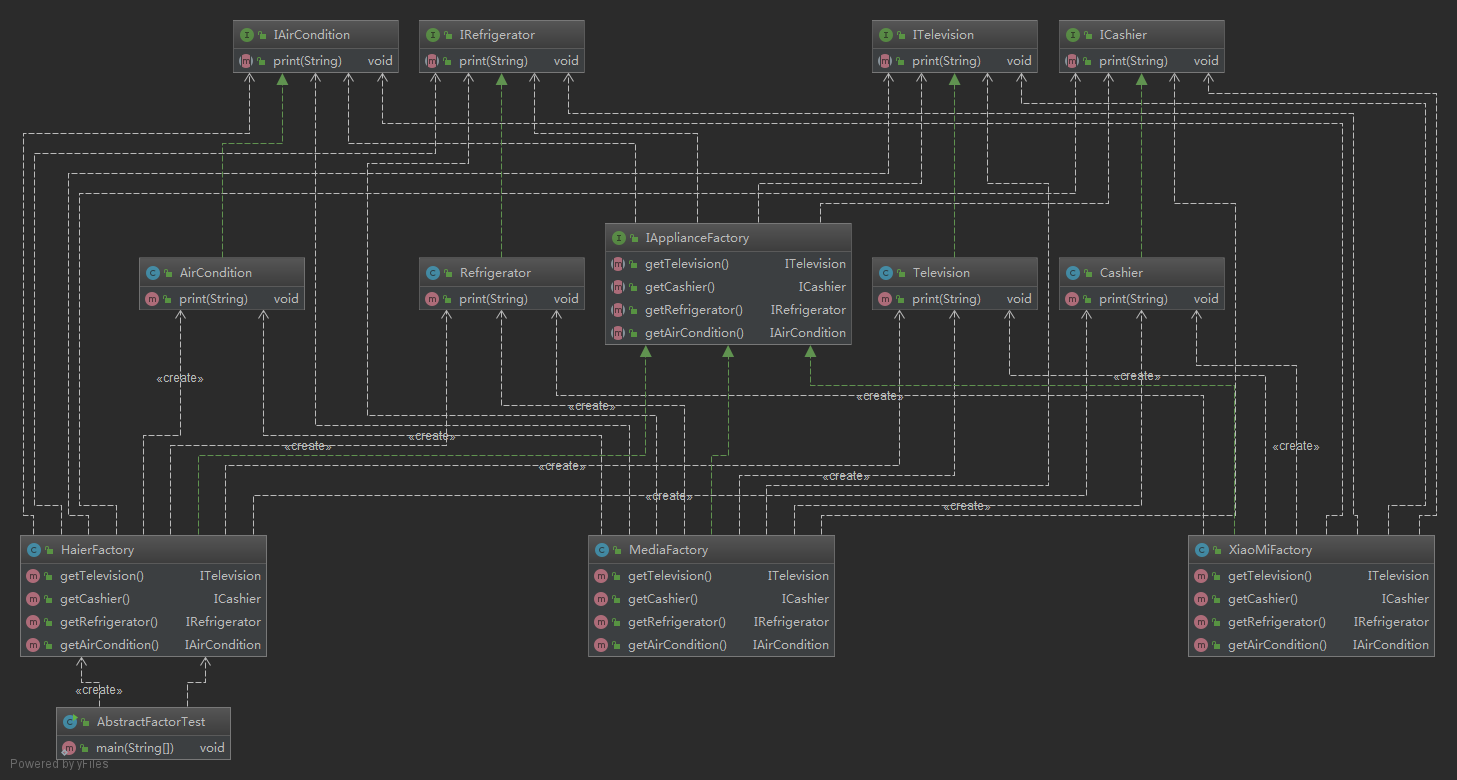 IAirCondition
print(String) void
IRefrigerator
print(String) void
ITelevision
print(String) void
ICashier
print(String) void
IApplianceFactory
getTelevision() ITelevision
getCashier() ICashier
getRefrigerator() IRefrigerator
getAirCondition() IAirCondition
AirCondition
print(String) void
Refrigerator
print(String) void
Television
print(String) void
Cashier
print(String) void
«create»
«create»
«create»
«create»
«create»
«create»
«create»
«create»
«create»
«create»
«create»
«create»
HaierFactory
getTelevision() ITelevision
getCashier() ICashier
getRefrigerator() IRefrigerator
getAirCondition() IAirCondition
MediaFactory
getTelevision() ITelevision
getCashier() ICashier
getRefrigerator() IRefrigerator
getAirCondition() IAirCondition
XiaoMiFactory
getTelevision() ITelevision
getCashier() ICashier
getRefrigerator() IRefrigerator
getAirCondition() IAirCondition
«create»
AbstractFactorTest
main(String[]) void
Powered by yFiles